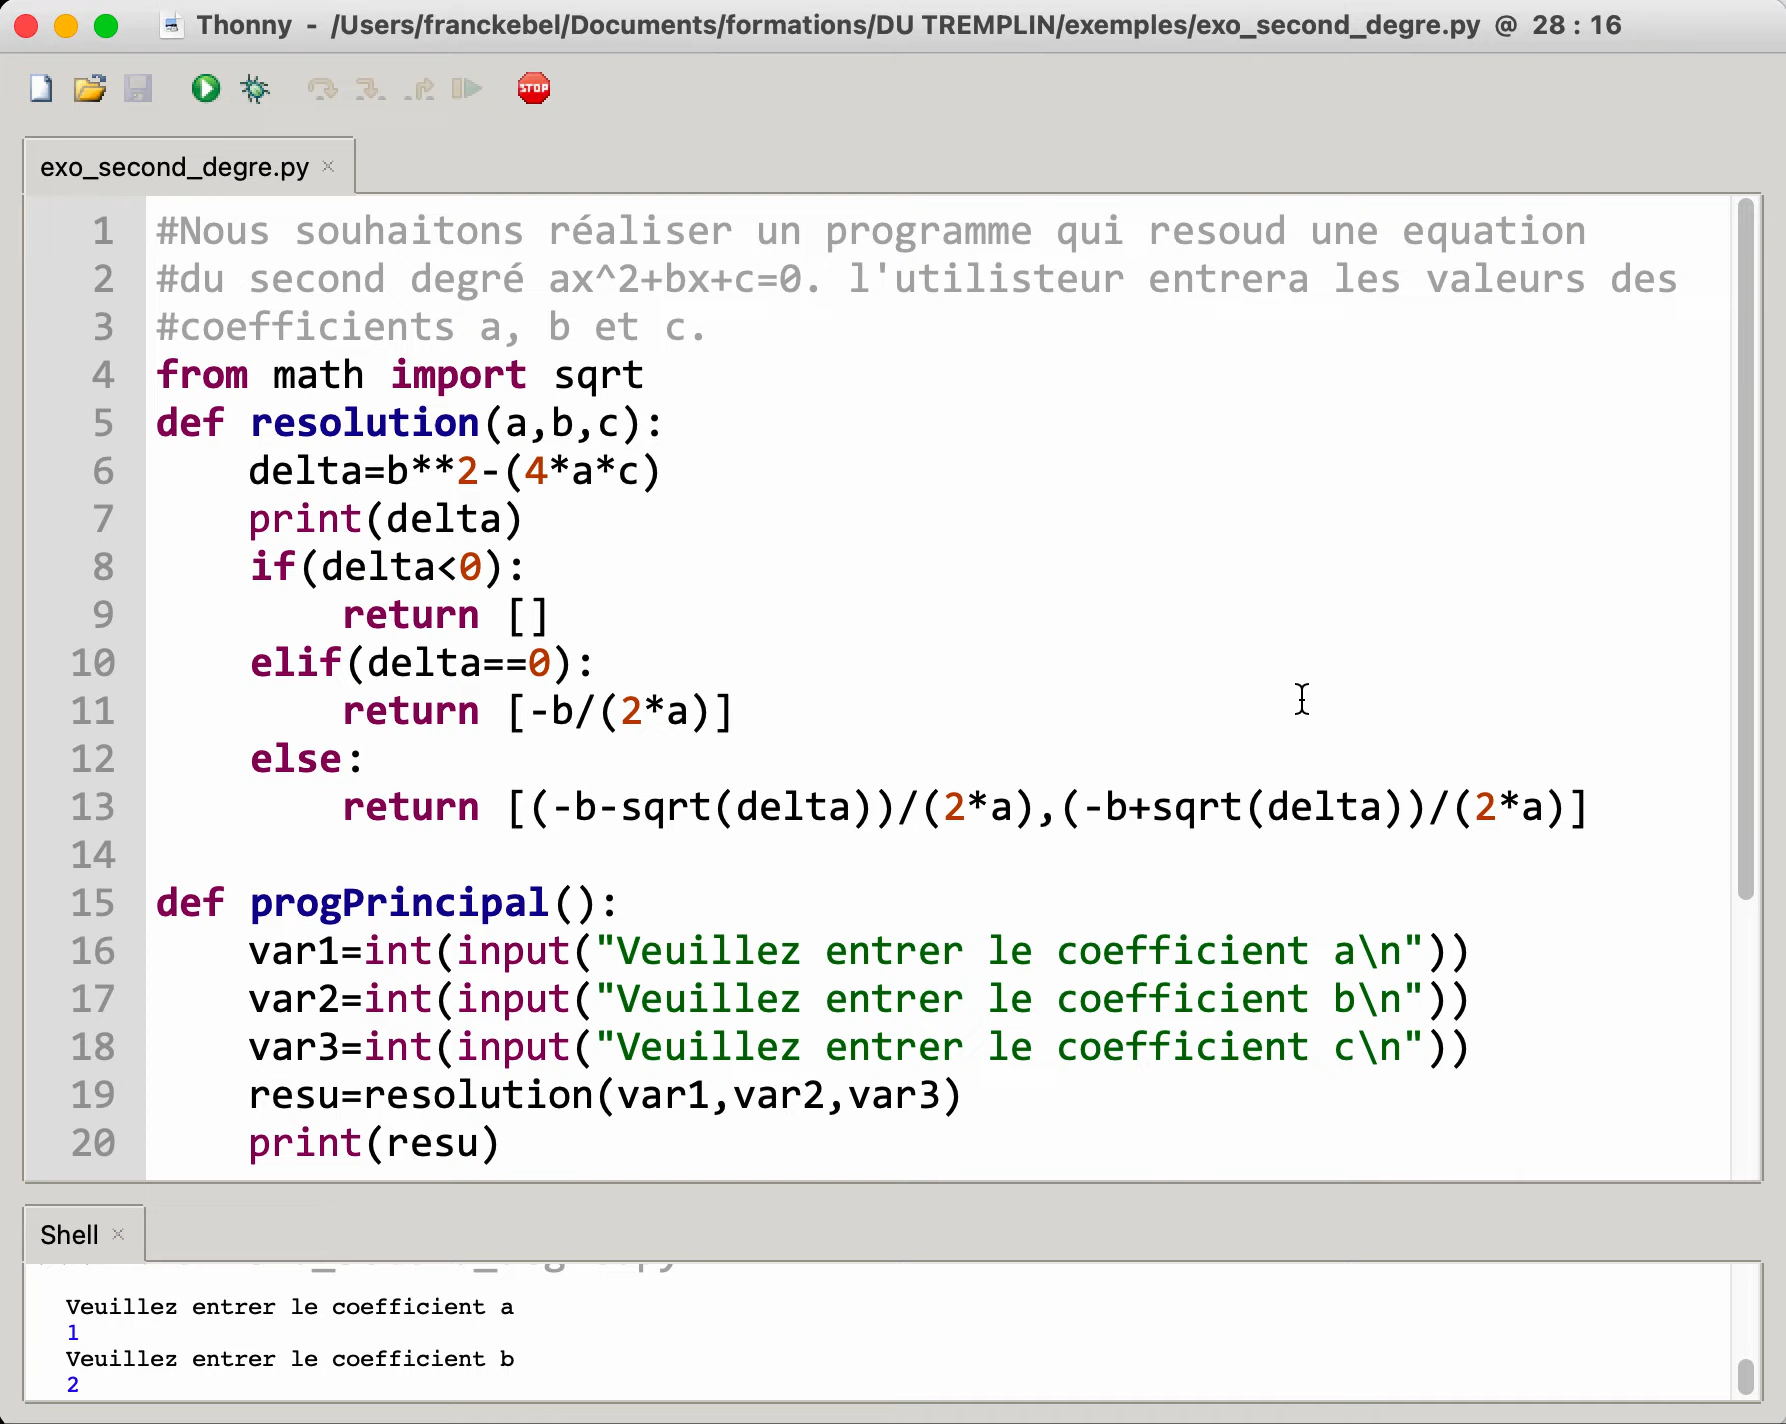 Thonny - /Users/franckebel/Documents/formations/DU TREMPLIN/exemples/exo_second_degre.py @ 28 : 16
STOP
exo_second_degre.py ×
1 #Nous souhaitons réaliser un programme qui resoud une equation
2 #du second degré ax^2+bx+c=0. l'utilisteur entrera les valeurs des
3 #coefficients a, b et c.
4 from math import sqrt
5 def resolution(a,b,c):
6     delta=b**2-(4*a*c)
7     print(delta)
8     if(delta<0):
9         return []
10     elif(delta==0):
11         return [-b/(2*a)]
12     else:
13         return [(-b-sqrt(delta))/(2*a),(-b+sqrt(delta))/(2*a)]
14
15 def progPrincipal():
16     var1=int(input("Veuillez entrer le coefficient a\n"))
17     var2=int(input("Veuillez entrer le coefficient b\n"))
18     var3=int(input("Veuillez entrer le coefficient c\n"))
19     resu=resolution(var1,var2,var3)
20     print(resu)
Shell ×
Veuillez entrer le coefficient a
1
Veuillez entrer le coefficient b
2